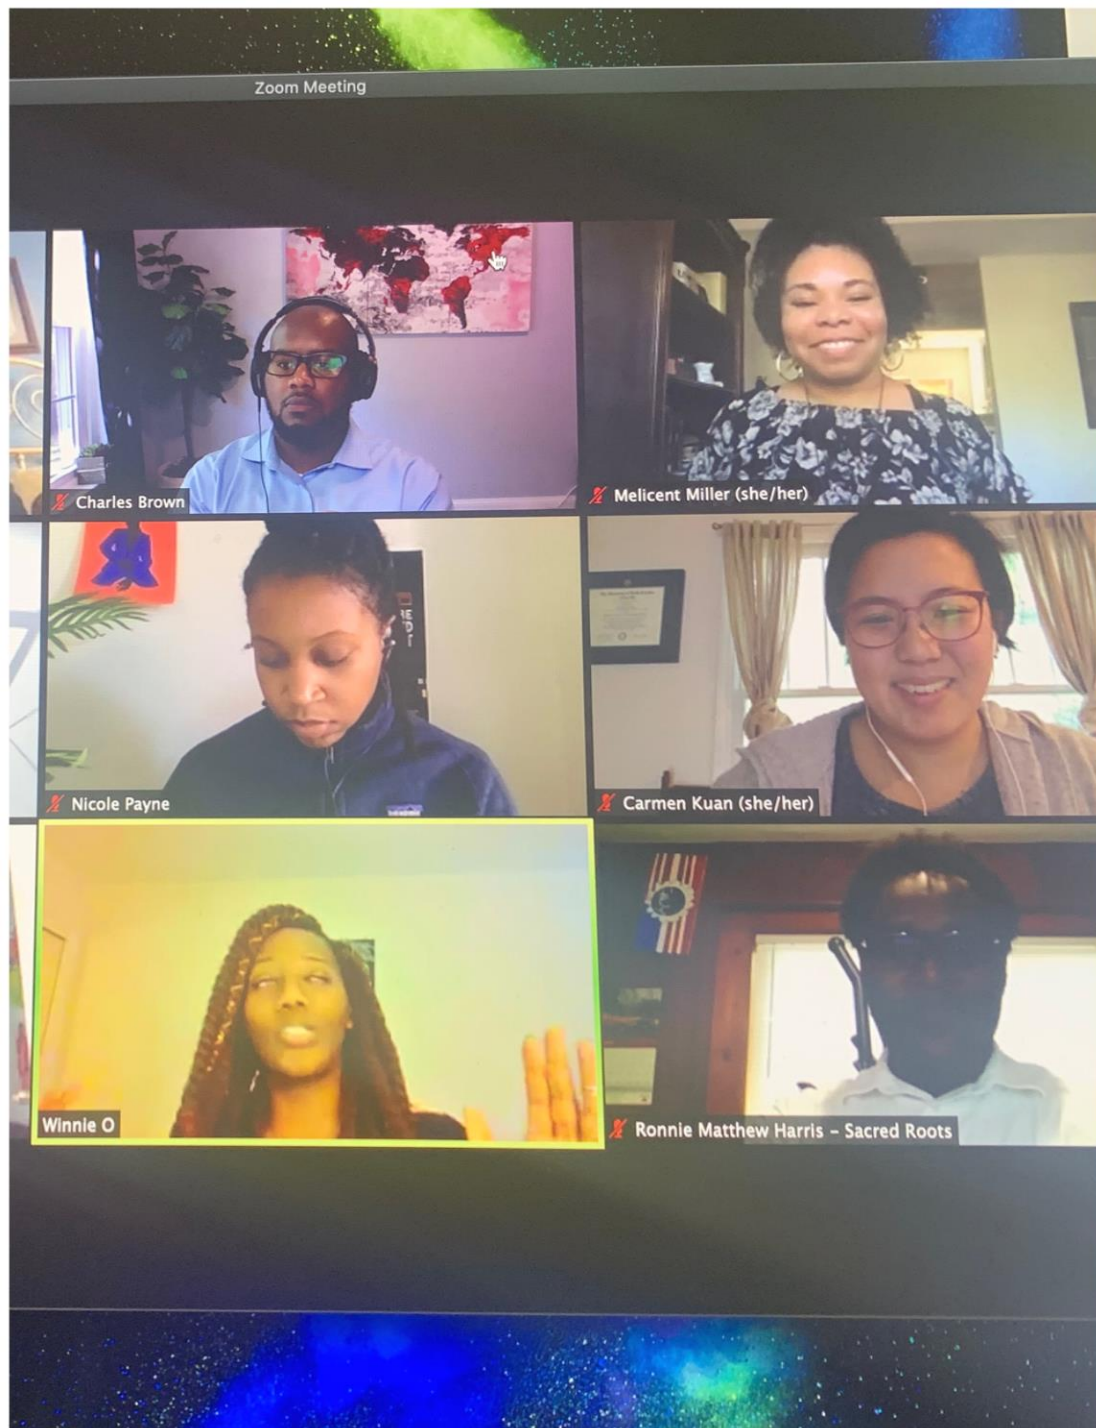 Zoom Meeting
Charles Brown
Melicent Miller (she/her)
Nicole Payne
Carmen Kuan (she/her)
Winnie O
Ronnie Matthew Harris – Sacred Roots